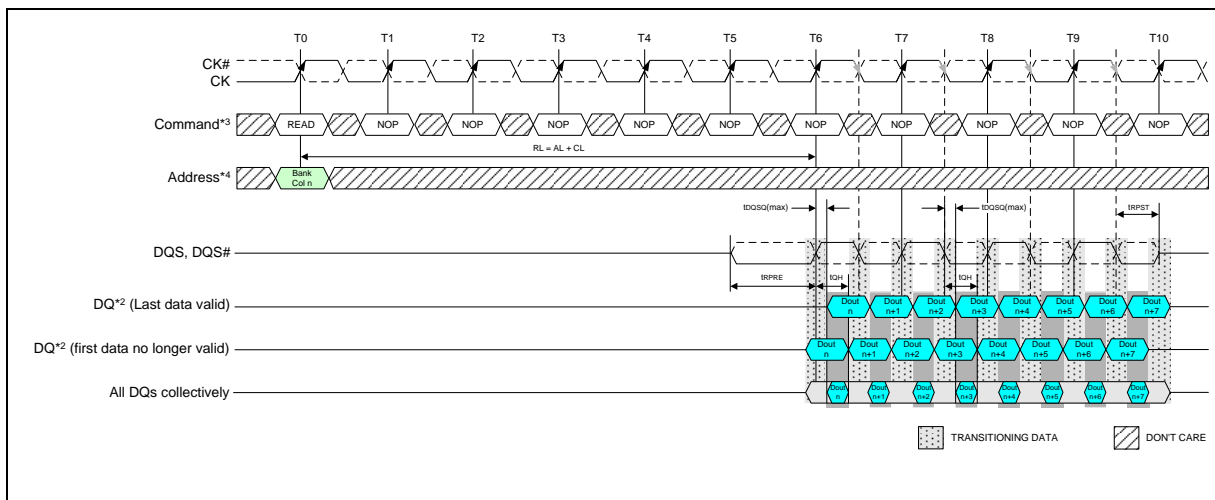 T0 T1 T2 T3 T4 T5 T6 T7 T8 T9 T10
CK#
CK
Command*3 READ NOP NOP NOP NOP NOP NOP NOP NOP NOP NOP
RL = AL + CL
Address*4 Bank
Col n
tDQSQ(max) tDQSQ(max) tRPST
DQS, DQS#
tRPRE tQH tQH
DQ*2 (Last data valid) Dout n Dout n+1 Dout n+2 Dout n+3 Dout n+4 Dout n+5 Dout n+6 Dout n+7
DQ*2 (first data no longer valid) Dout n Dout n+1 Dout n+2 Dout n+3 Dout n+4 Dout n+5 Dout n+6 Dout n+7
All DQs collectively Dout n Dout n+1 Dout n+2 Dout n+3 Dout n+4 Dout n+5 Dout n+6 Dout n+7
TRANSITIONING DATA DON'T CARE